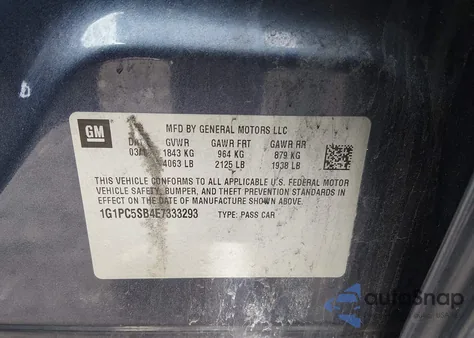 GM
MFD BY GENERAL MOTORS LLC
GVWR GAWR FRT GAWR RR
1843 KG 964 KG 879 KG
4063 LB 2125 LB 1938 LB
THIS VEHICLE CONFORMS TO ALL APPLICABLE U.S. FEDERAL MOTOR
VEHICLE SAFETY, BUMPER, AND THEFT PREVENTION STANDARDS
IN EFFECT ON THE DATE OF MANUFACTURE SHOWN ABOVE.
1G1PC5SB4E7333293 TYPE: PASS CAR
autoSnap